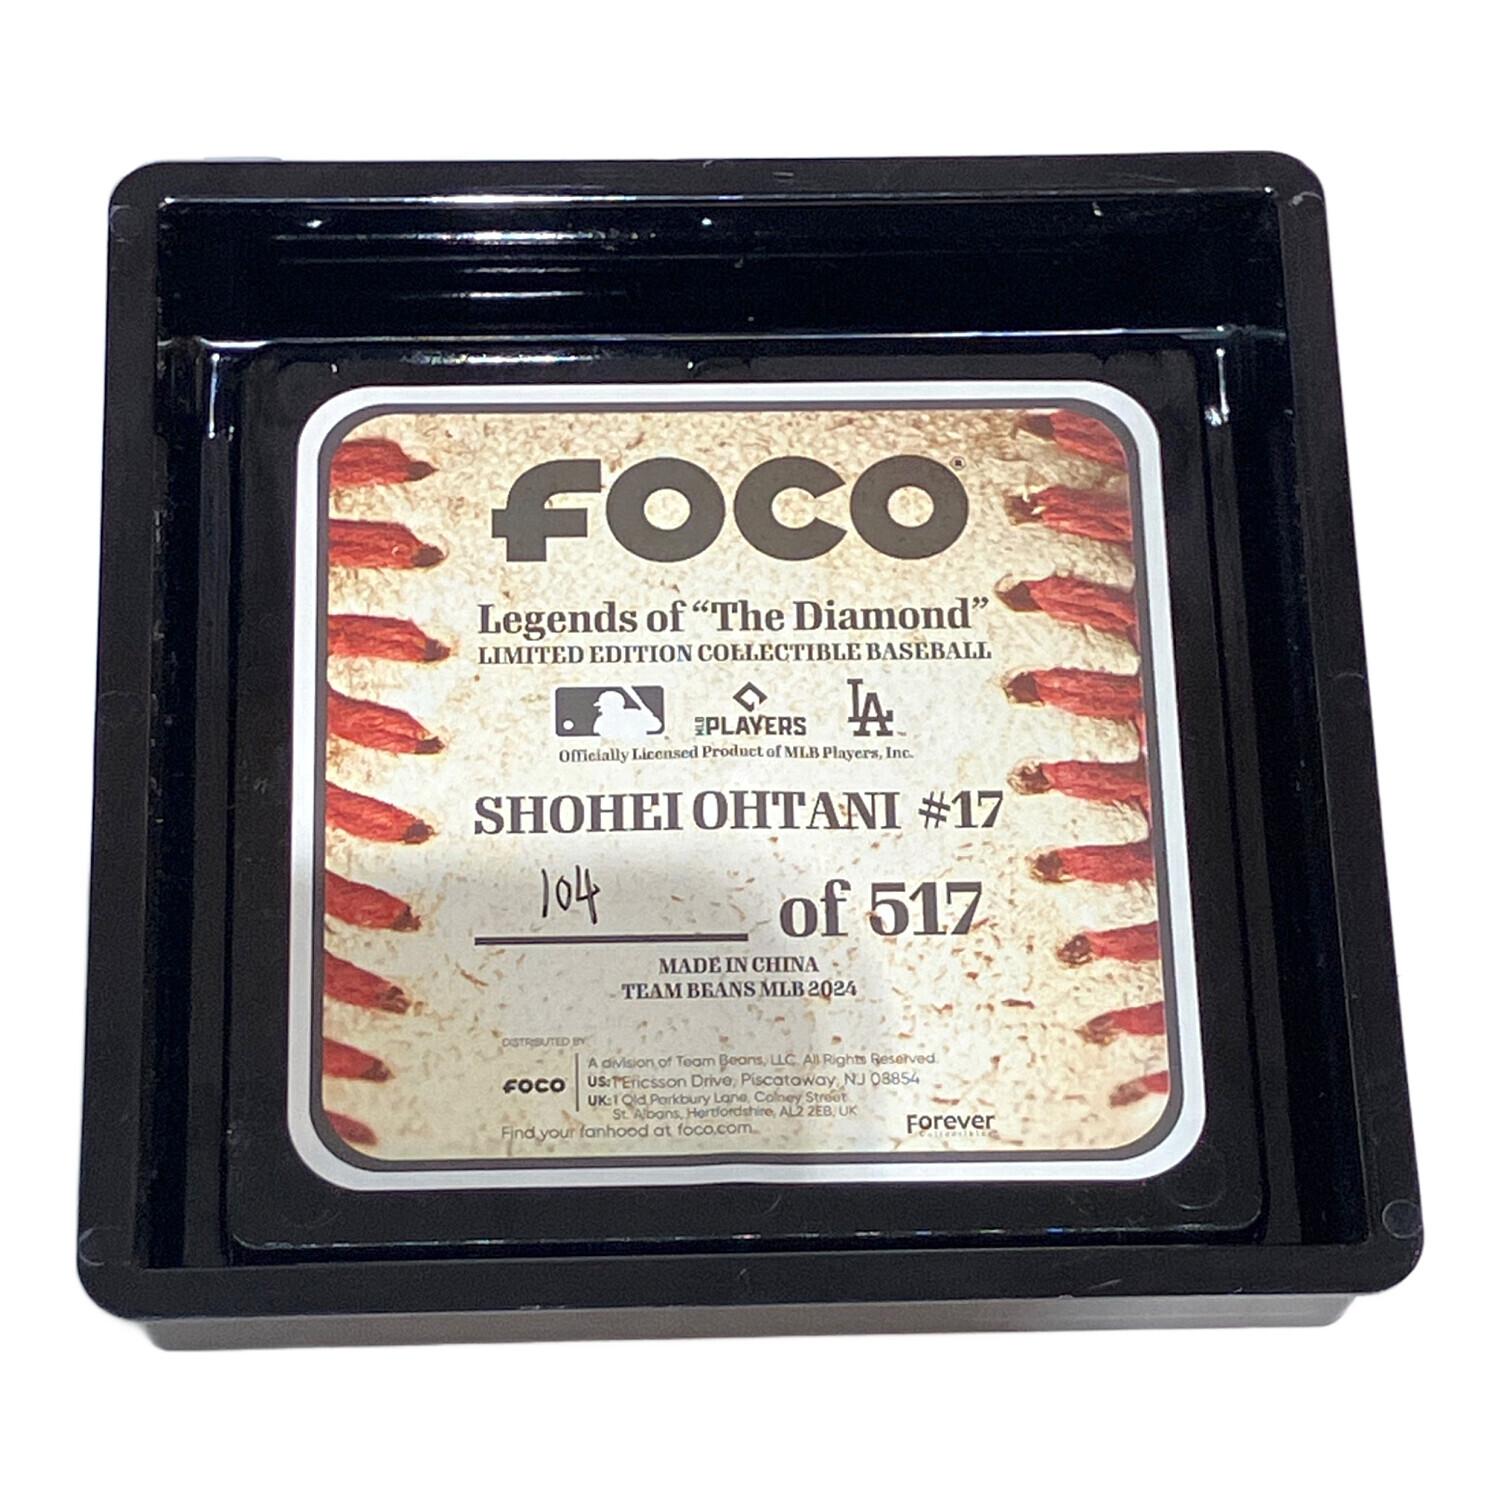 FOCO®
Legends of “The Diamond”
LIMITED EDITION COLLECTIBLE BASEBALL
MLB PLAYERS LA
Officially Licensed Product of MLB Players, Inc.
SHOHEI OHTANI #17
104 of 517
MADE IN CHINA
TEAM BEANS MLB 2024
DISTRIBUTED BY:
FOCO
A division of Team Beans, LLC. All Rights Reserved.
US: 1 Ericsson Drive, Piscataway, NJ 08854
UK: 1 Old Parkbury Lane, Colney Street
St. Albans, Hertfordshire, AL2 2EB, UK
Find your fanhood at foco.com
Forever
Collectibles